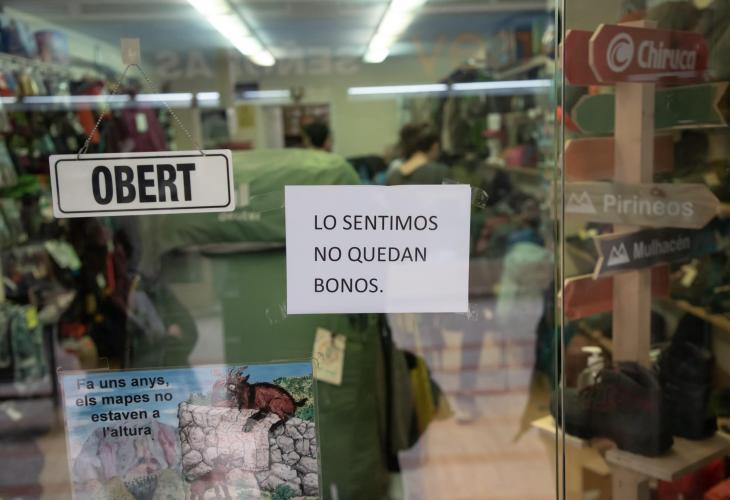 OBERT
LO SENTIMOS
NO QUEDAN
BONOS.
Chiruca
Pirineos
Mulhacén
Fa uns anys,
els mapes no
estaven a
l'altura.